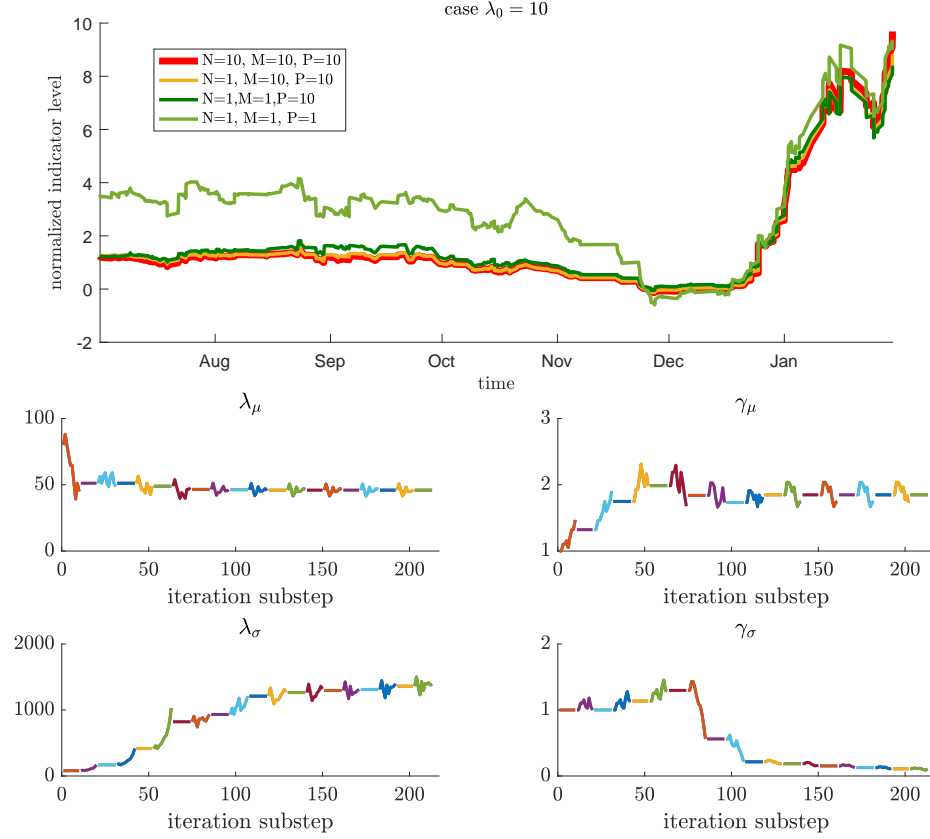 case λ₀ = 10
normalized indicator level
10
8
6
4
2
0
-2
N=10, M=10, P=10
N=1, M=10, P=10
N=1,M=1,P=10
N=1, M=1, P=1
Aug Sep Oct Nov Dec Jan
time
λμ
100
50
0
0 50 100 150 200
iteration substep
γμ
3
2
1
0 50 100 150 200
iteration substep
λσ
2000
1000
0
0 50 100 150 200
iteration substep
γσ
2
1
0
0 50 100 150 200
iteration substep